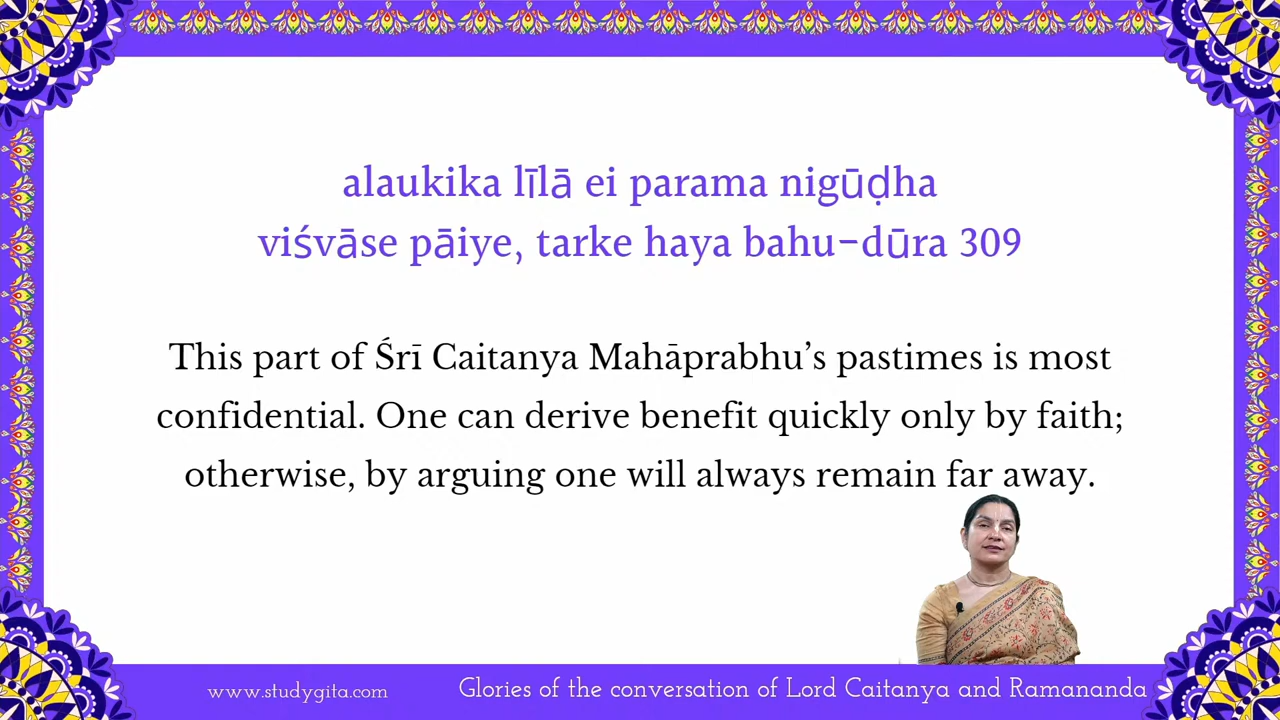 alaukika līlā ei parama nigūḍha
viśvāse pāiye, tarke haya bahu-dūra 309
This part of Śrī Caitanya Mahāprabhu’s pastimes is most
confidential. One can derive benefit quickly only by faith;
otherwise, by arguing one will always remain far away.
www.studygita.com
Glories of the conversation of Lord Caitanya and Ramananda